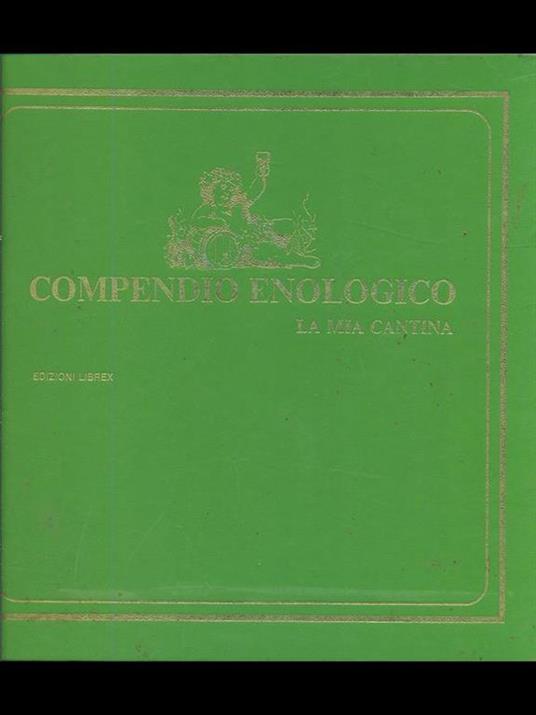 COMPENDIO ENOLOGICO
LA MIA CANTINA
EDIZIONI LIBREX